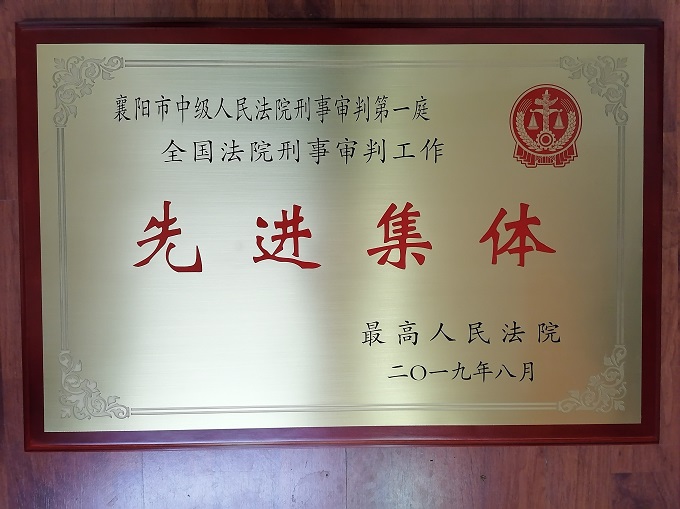 襄阳市中级人民法院刑事审判第一庭
全国法院刑事审判工作
先进集体
最高人民法院
二〇一九年八月